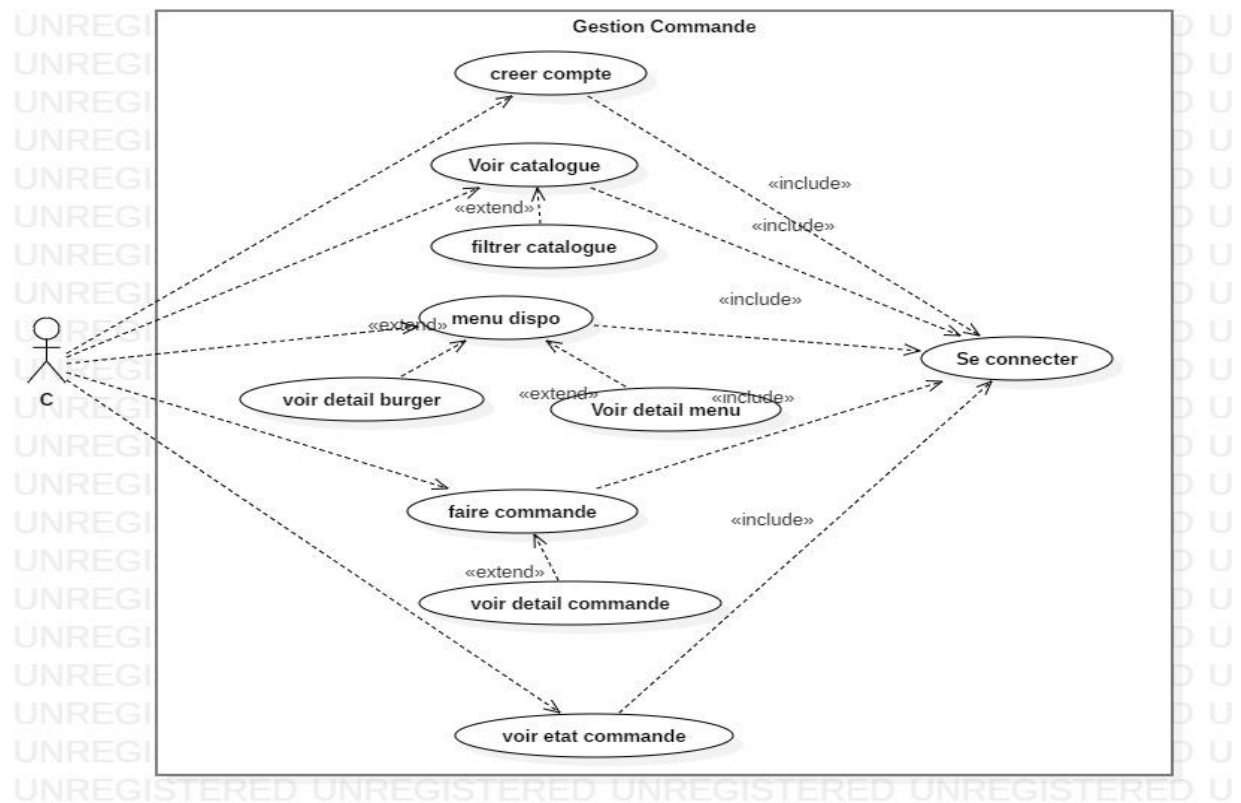 Gestion Commande
creer compte
Voir catalogue
«include»
«extend»
«include»
filtrer catalogue
«include»
menu dispo
«extend»
Se connecter
C
voir detail burger
«extend»
«include»
Voir detail menu
faire commande
«include»
«extend»
voir detail commande
voir etat commande
UNREGISTERED UNREGISTERED UNREGISTERED UNREGISTERED U